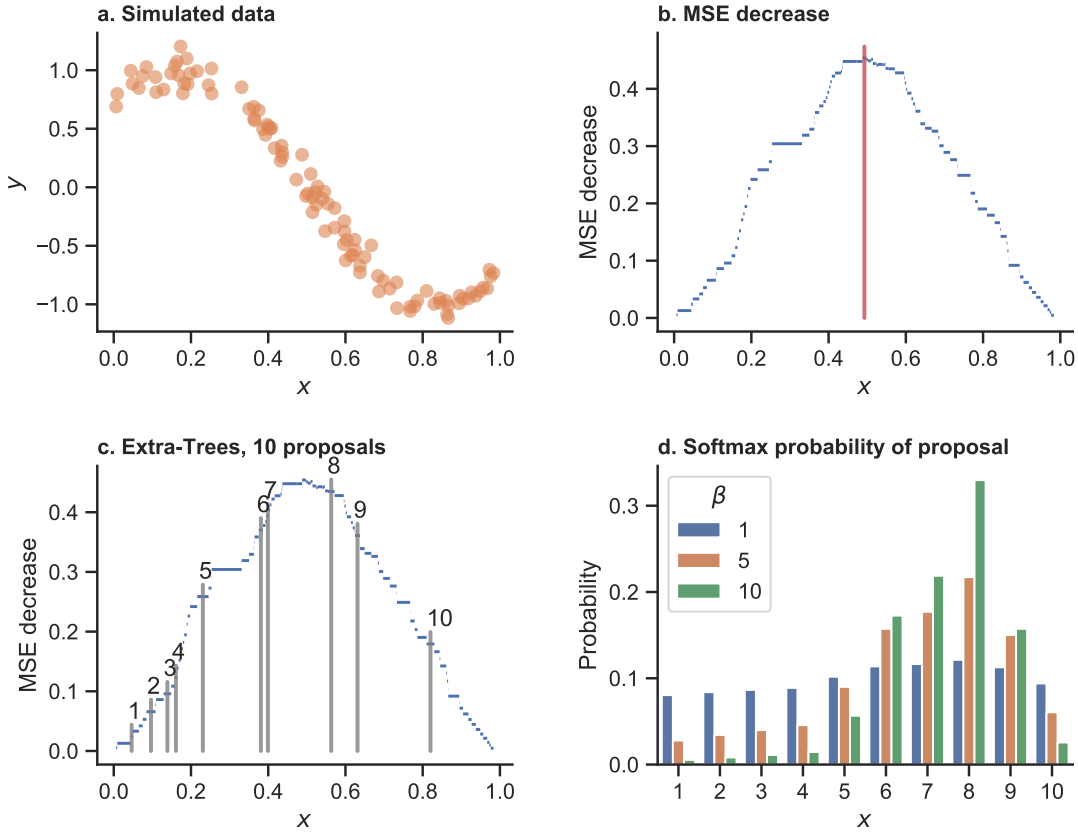 a. Simulated data
1.0
0.5
0.0
−0.5
−1.0
y
0.0 0.2 0.4 0.6 0.8 1.0
x
b. MSE decrease
0.4
0.3
0.2
0.1
0.0
MSE decrease
0.0 0.2 0.4 0.6 0.8 1.0
x
c. Extra-Trees, 10 proposals
0.4
0.3
0.2
0.1
0.0
MSE decrease
1 2 3 4 5 6 7 8 9 10
0.0 0.2 0.4 0.6 0.8 1.0
x
d. Softmax probability of proposal
0.3
0.2
0.1
0.0
Probability
β
1
5
10
1 2 3 4 5 6 7 8 9 10
x